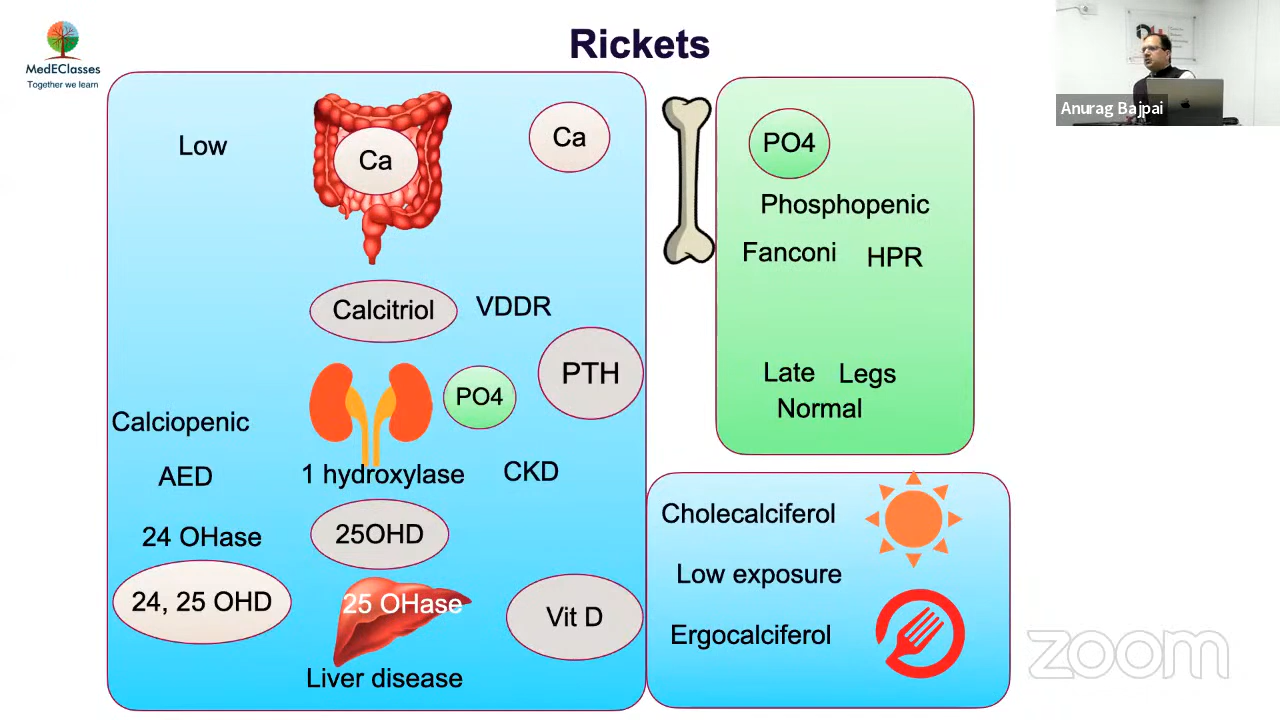 Rickets
MedEClasses
Together we learn
Anurag Bajpai
Low
Ca
Ca
Calcitriol
VDDR
PTH
PO4
Calciopenic
AED
1 hydroxylase
CKD
24 OHase
25OHD
24, 25 OHD
25 OHase
Vit D
Liver disease
PO4
Phosphopenic
Fanconi
HPR
Late
Legs
Normal
Cholecalciferol
Low exposure
Ergocalciferol
zoom